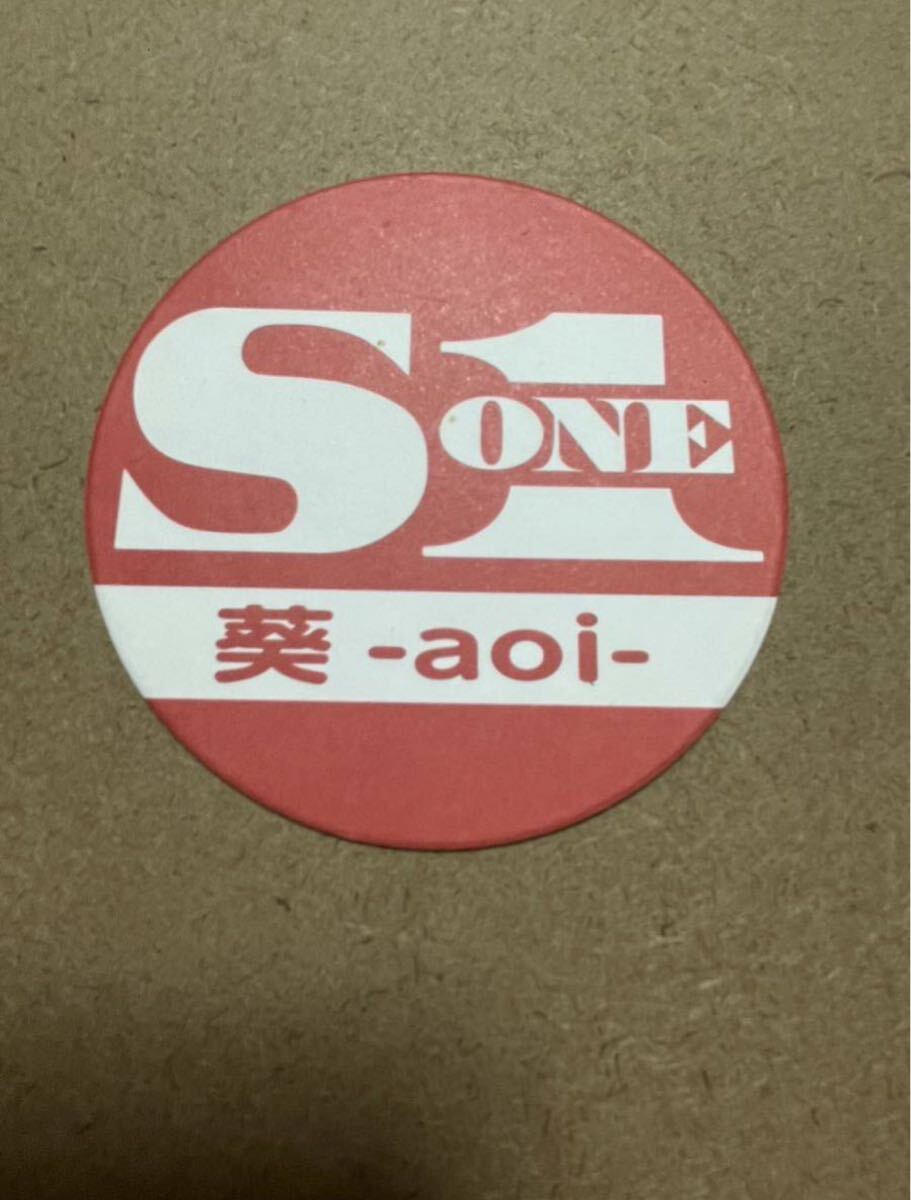 S1
ONE
葵 -aoi-